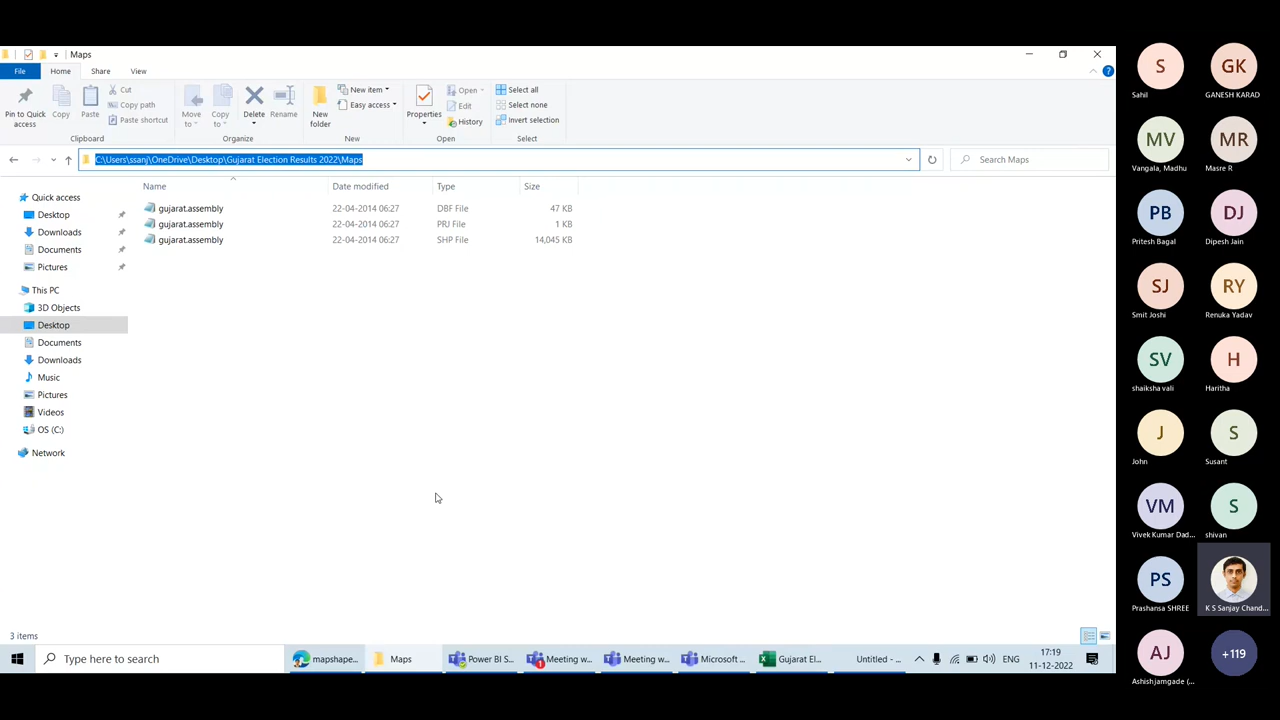 Maps
File
Home
Share
View
Pin to Quick access
Copy
Paste
Cut
Copy path
Paste shortcut
Clipboard
Move to
Copy to
Delete
Rename
Organize
New folder
New item
Easy access
New
Properties
Open
Edit
History
Open
Select all
Select none
Invert selection
Select
C:\Users\ssanj\OneDrive\Desktop\Gujarat Election Results 2022\Maps
Search Maps
Name
Date modified
Type
Size
gujarat.assembly 22-04-2014 06:27 DBF File 47 KB
gujarat.assembly 22-04-2014 06:27 PRJ File 1 KB
gujarat.assembly 22-04-2014 06:27 SHP File 14,045 KB
Quick access
Desktop
Downloads
Documents
Pictures
This PC
3D Objects
Desktop
Documents
Downloads
Music
Pictures
Videos
OS (C:)
Network
3 items
Type here to search
mapshape...
Maps
Power BI S...
Meeting w...
Meeting w...
Microsoft ...
Gujarat El...
Untitled - ...
ENG
17:19
11-12-2022
S
Sahil
GK
GANESH KARAD
MV
Vangala, Madhu
MR
Masre R
PB
Pritesh Bagal
DJ
Dipesh Jain
SJ
Smit Joshi
RY
Renuka Yadav
SV
shaiksha vali
H
Haritha
J
John
S
Susant
VM
Vivek Kumar Dad...
S
shivan
PS
Prashansa SHREE
K S Sanjay Chand...
AJ
Ashish jamgade (...
+119